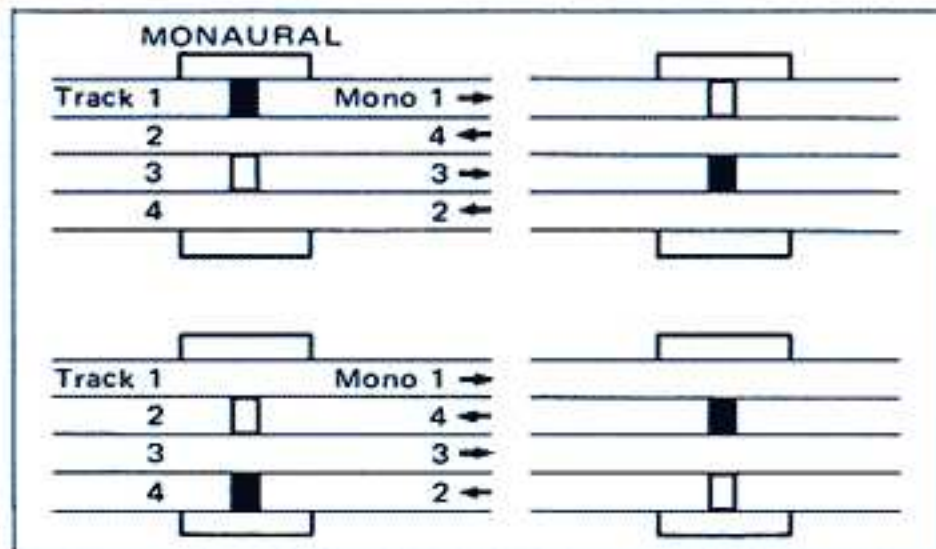 MONAURAL
Track 1 Mono 1 →
2 4 ←
3 3 →
4 2 ←
Track 1 Mono 1 →
2 4 ←
3 3 →
4 2 ←